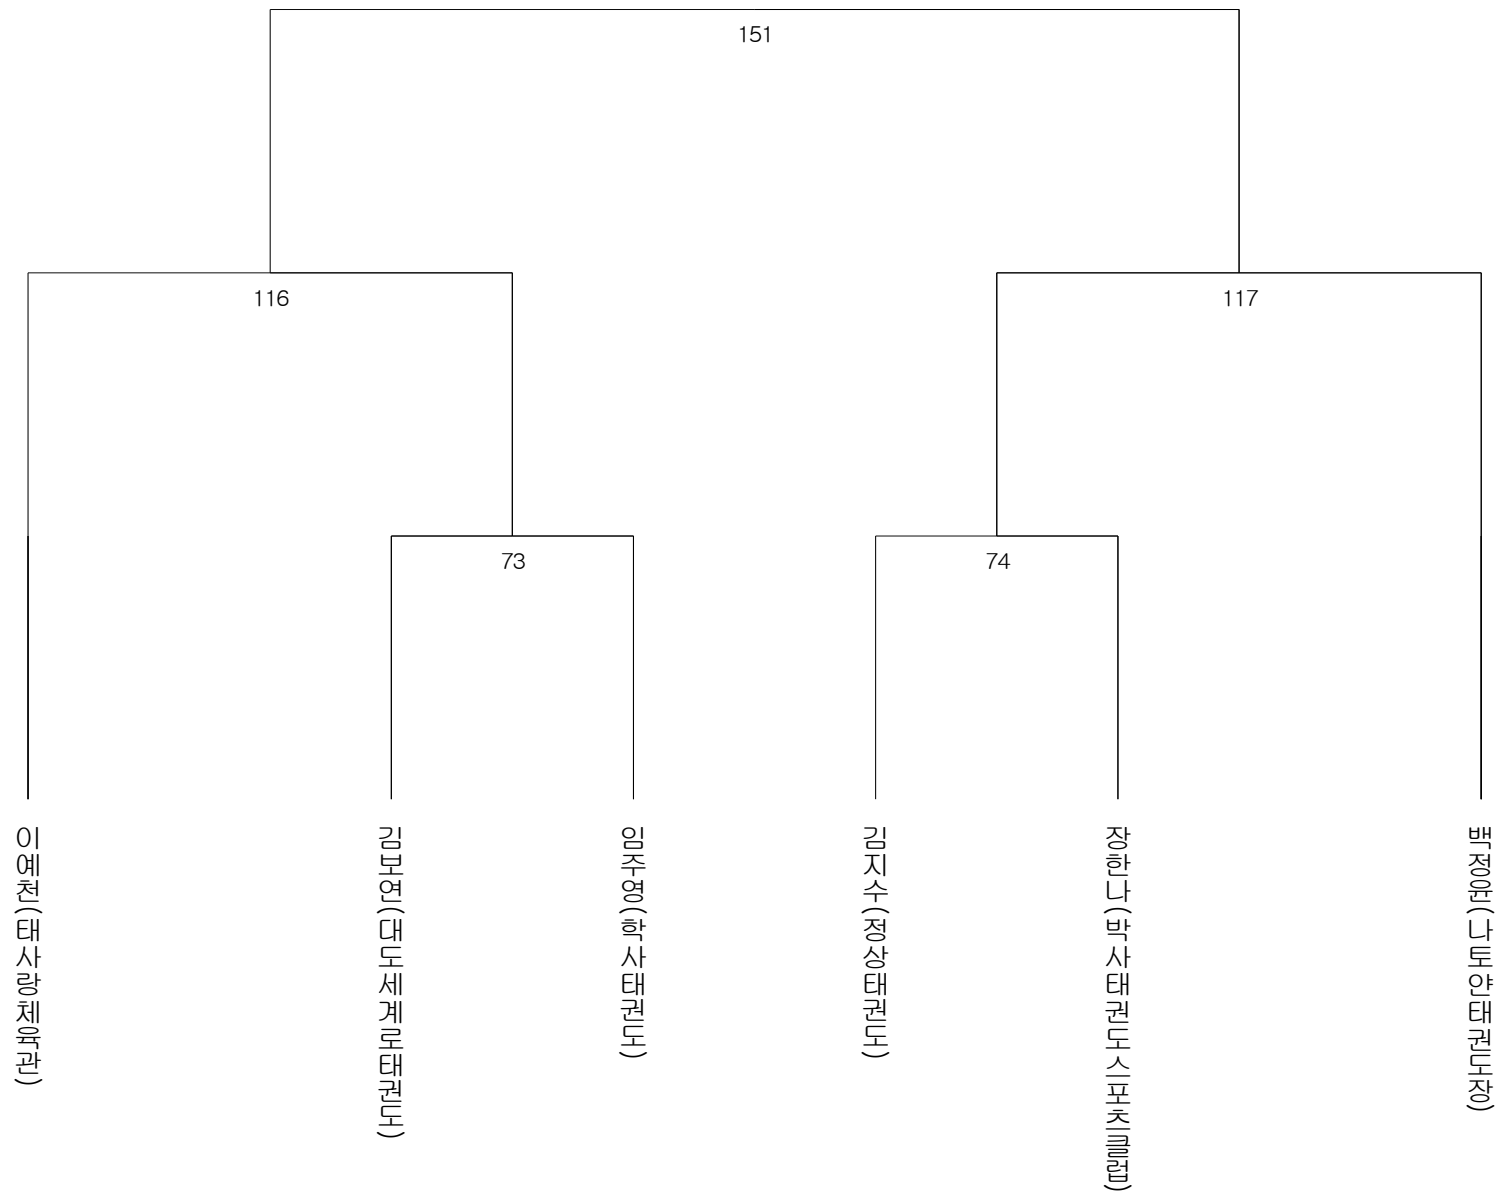 151
116
117
73
74
이예천(태사랑체육관)
김보연(대도세계로태권도)
임주영(학사태권도)
김지수(정상태권도)
장한나(박사태권도스포츠클럽)
백정윤(나토얀태권도장)